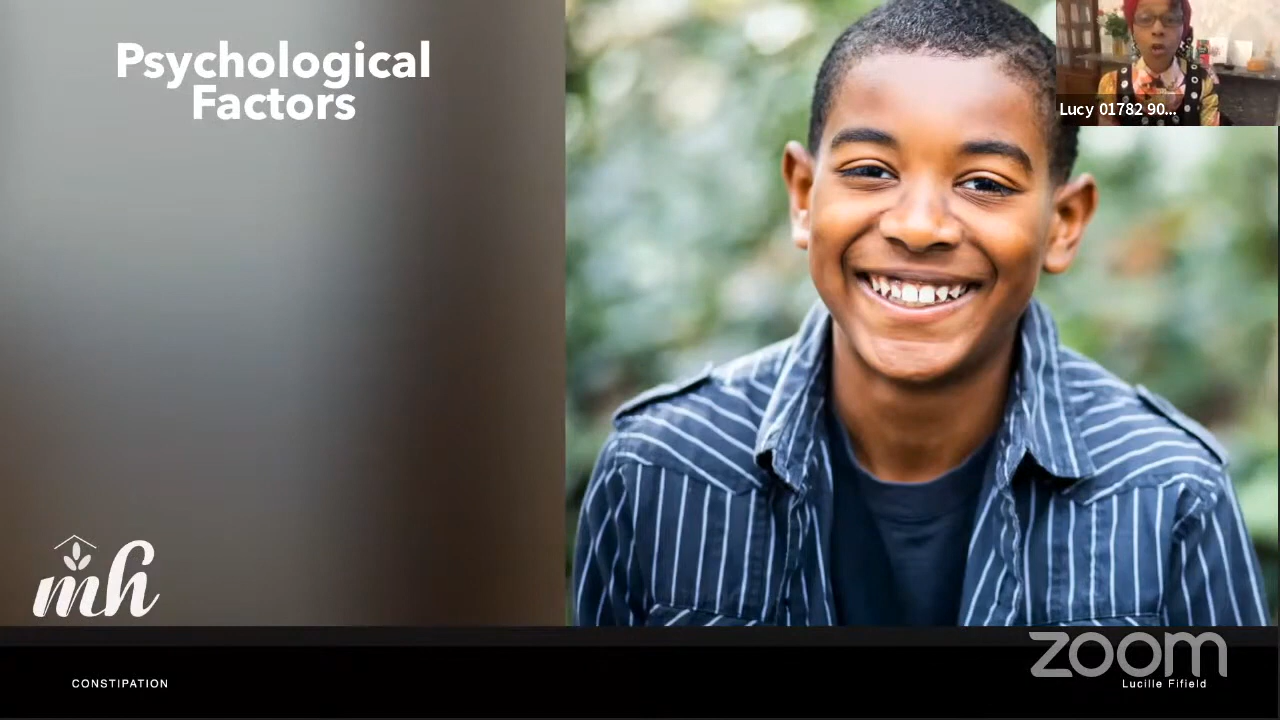 Psychological
Factors
Lucy 01782 90...
mh
zoom
CONSTIPATION
Lucille Fifield